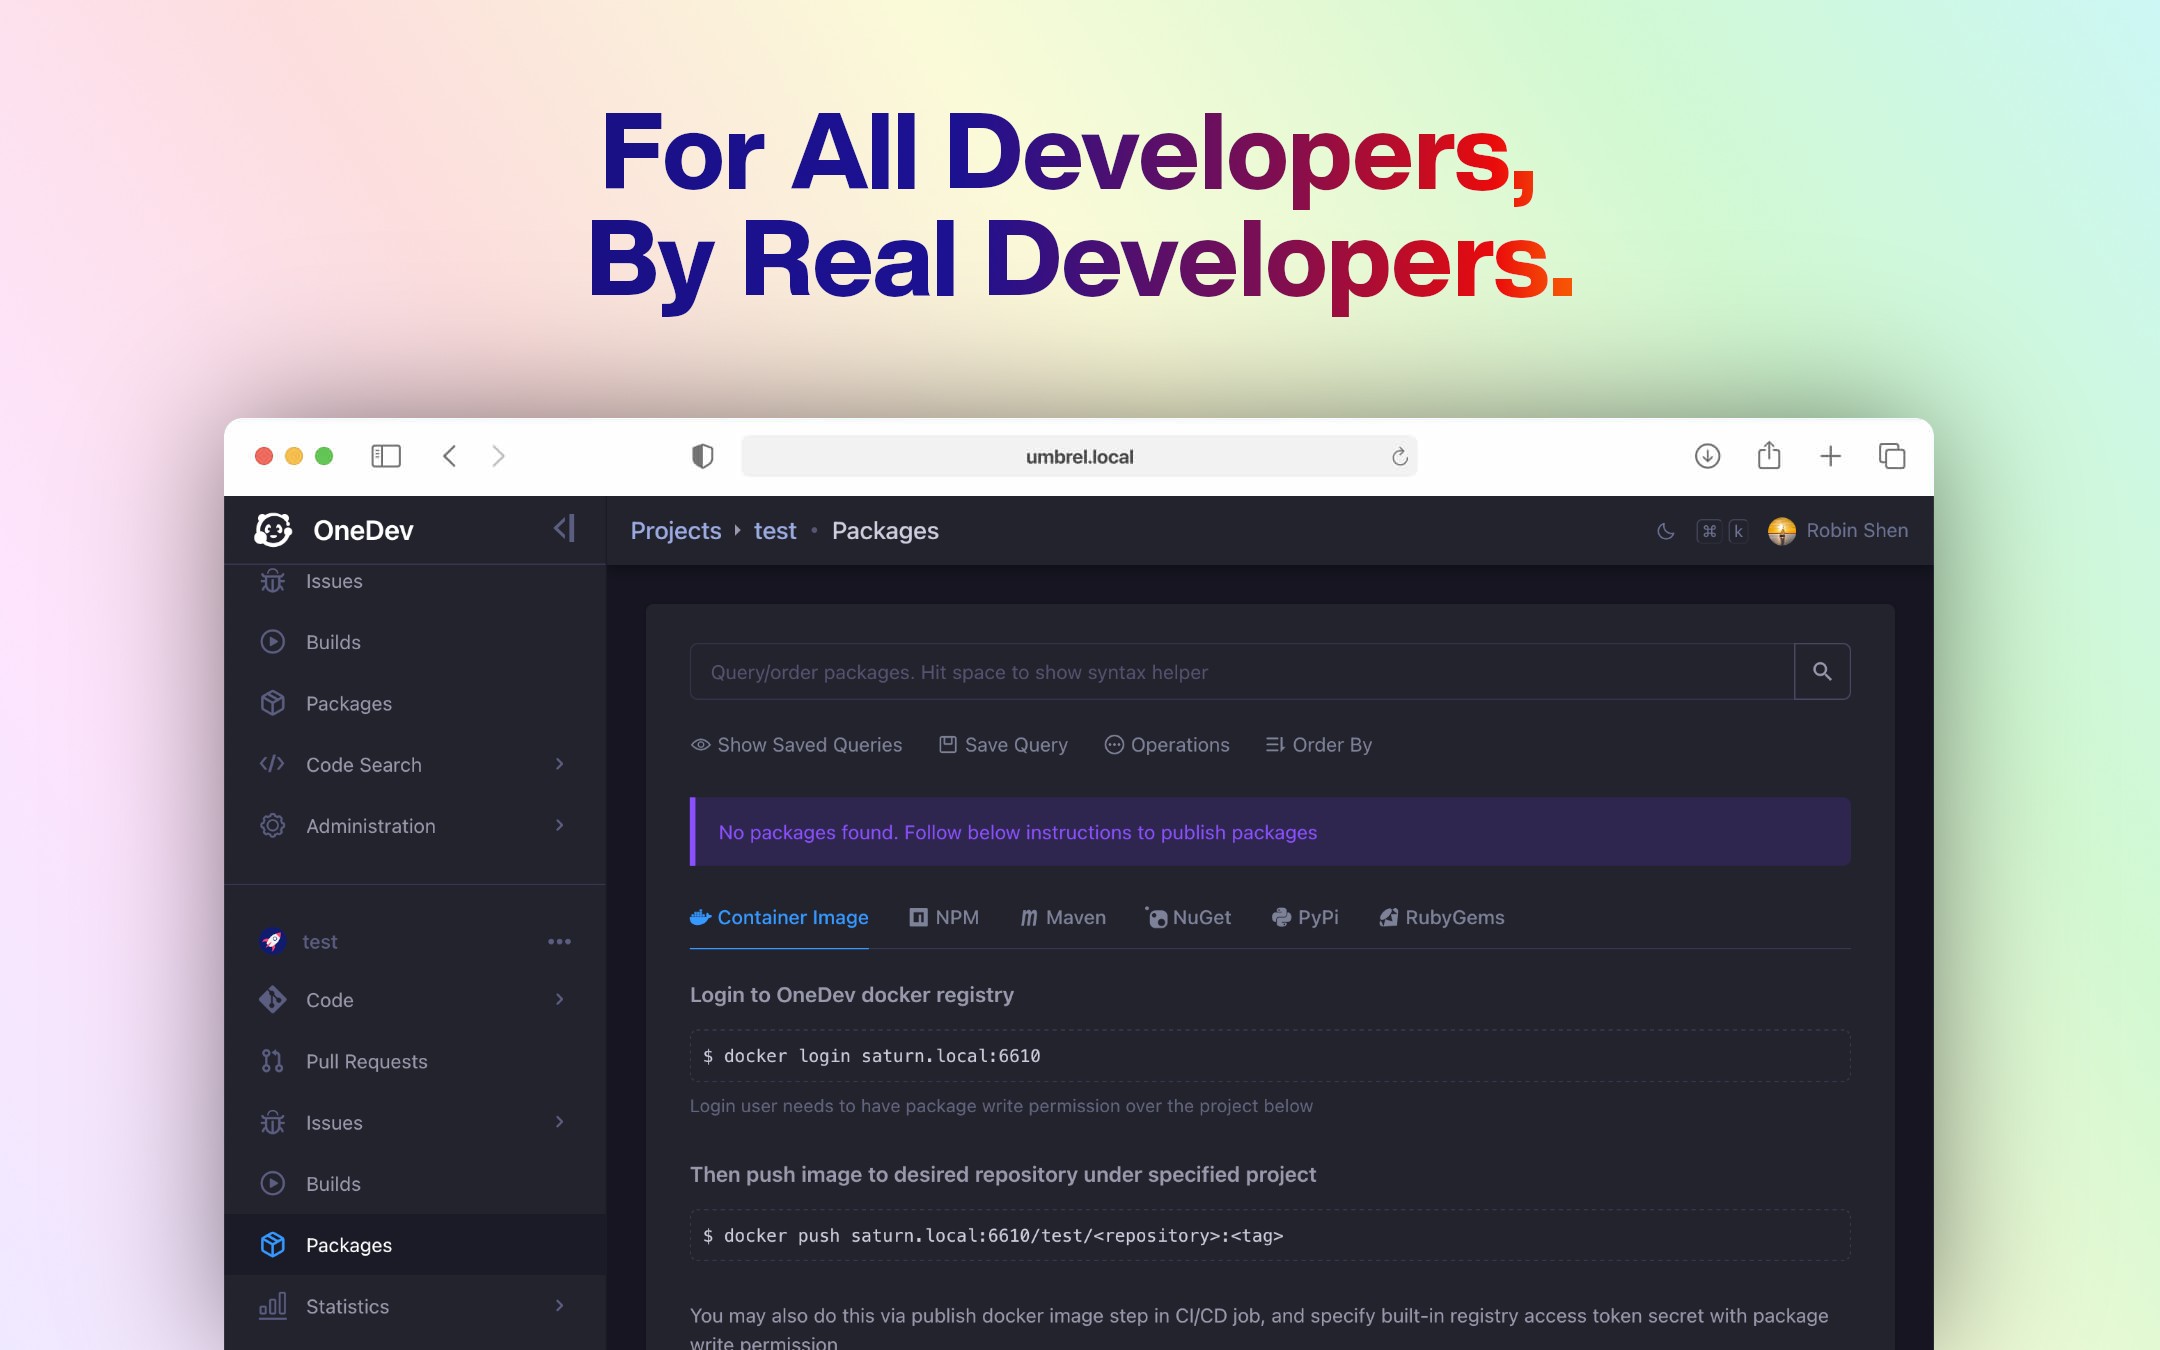 For All Developers,
By Real Developers.
umbrel.local
OneDev
Projects test • Packages
⌘ k
Robin Shen
Issues
Builds
Packages
Code Search
Administration
test
Code
Pull Requests
Issues
Builds
Packages
Statistics
Query/order packages. Hit space to show syntax helper
Show Saved Queries Save Query Operations Order By
No packages found. Follow below instructions to publish packages
Container Image NPM Maven NuGet PyPi RubyGems
Login to OneDev docker registry
$ docker login saturn.local:6610
Login user needs to have package write permission over the project below
Then push image to desired repository under specified project
$ docker push saturn.local:6610/test/<repository>:<tag>
You may also do this via publish docker image step in CI/CD job, and specify built-in registry access token secret with package
write permission